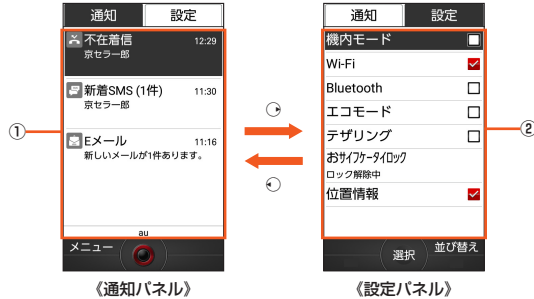 通知 設定
不在着信 12:29
京セラ一郎
新着SMS (1件) 11:30
京セラ一郎
Eメール 11:16
新しいメールが1件あります。
au
メニュー
《通知パネル》
①
通知 設定
機内モード
Wi-Fi
Bluetooth
エコモード
テザリング
おサイフケータイロック
ロック解除中
位置情報
選択 並び替え
《設定パネル》
②